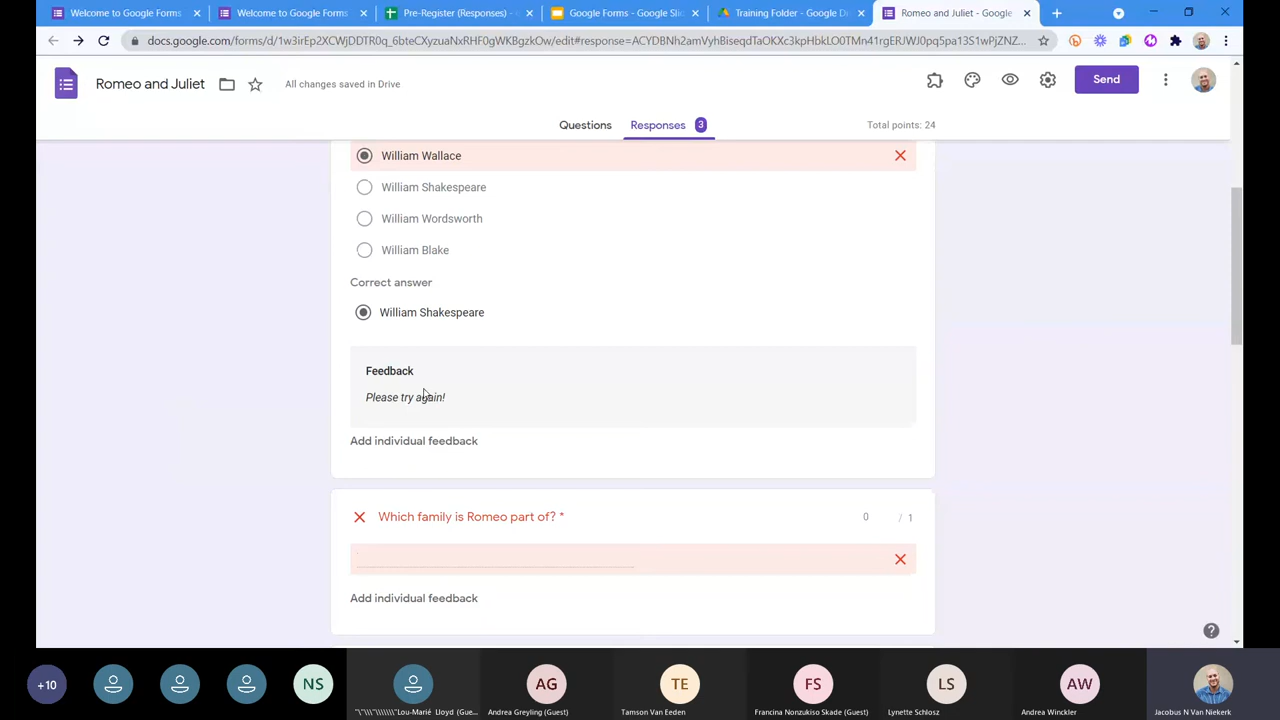 Welcome to Google Forms
Welcome to Google Forms
Pre-Register (Responses) -
Google Forms - Google Sli
Training Folder - Google D
Romeo and Juliet - Google
docs.google.com/forms/d/1w3irEp2XCWjDDTR0q_6bteCXyzuaNxRHF0gWKBgzkOw/edit#response=ACYDBNh2amVyhBiseqdTaOKXc3kpHbkLO0TMn41rgERJWJ0pq5pa13S1wPjZNZ...
Romeo and Juliet
All changes saved in Drive
Send
Questions
Responses 3
Total points: 24
William Wallace
William Shakespeare
William Wordsworth
William Blake
Correct answer
William Shakespeare
Feedback
Please try again!
Add individual feedback
Which family is Romeo part of? *
0 / 1
Add individual feedback
+10
NS
AG
TE
FS
LS
AW
"\"\\"\\\\"Lou-Marié Lloyd (Gue...
Andrea Greyling (Guest)
Tamson Van Eeden
Francina Nonzukiso Skade (Guest)
Lynette Schlosz
Andrea Winckler
Jacobus N Van Niekerk